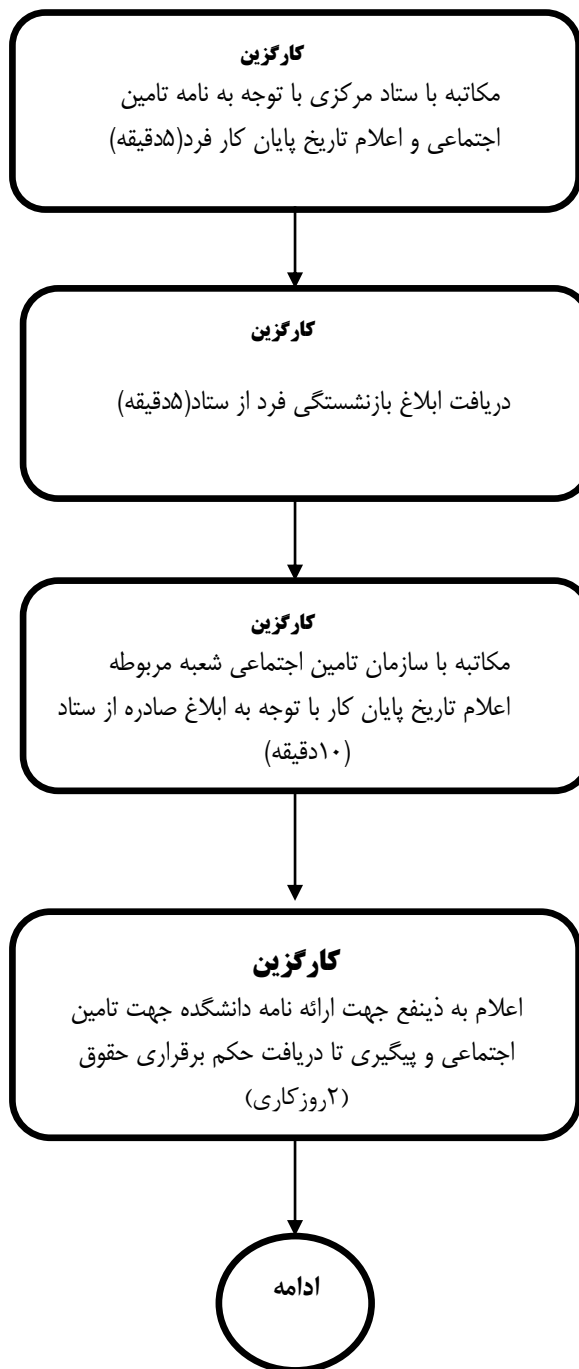 کارگزین
مکاتبه با ستاد مرکزی با توجه به نامه تامین
اجتماعی و اعلام تاریخ پایان کار فرد(۵دقیقه)
کارگزین
دریافت ابلاغ بازنشستگی فرد از ستاد(۵دقیقه)
کارگزین
مکاتبه با سازمان تامین اجتماعی شعبه مربوطه
اعلام تاریخ پایان کار با توجه به ابلاغ صادره از ستاد
(۱۰دقیقه)
کارگزین
اعلام به ذینفع جهت ارائه نامه دانشگده جهت تامین
اجتماعی و پیگیری تا دریافت حکم برقراری حقوق
(۲روزکاری)
ادامه